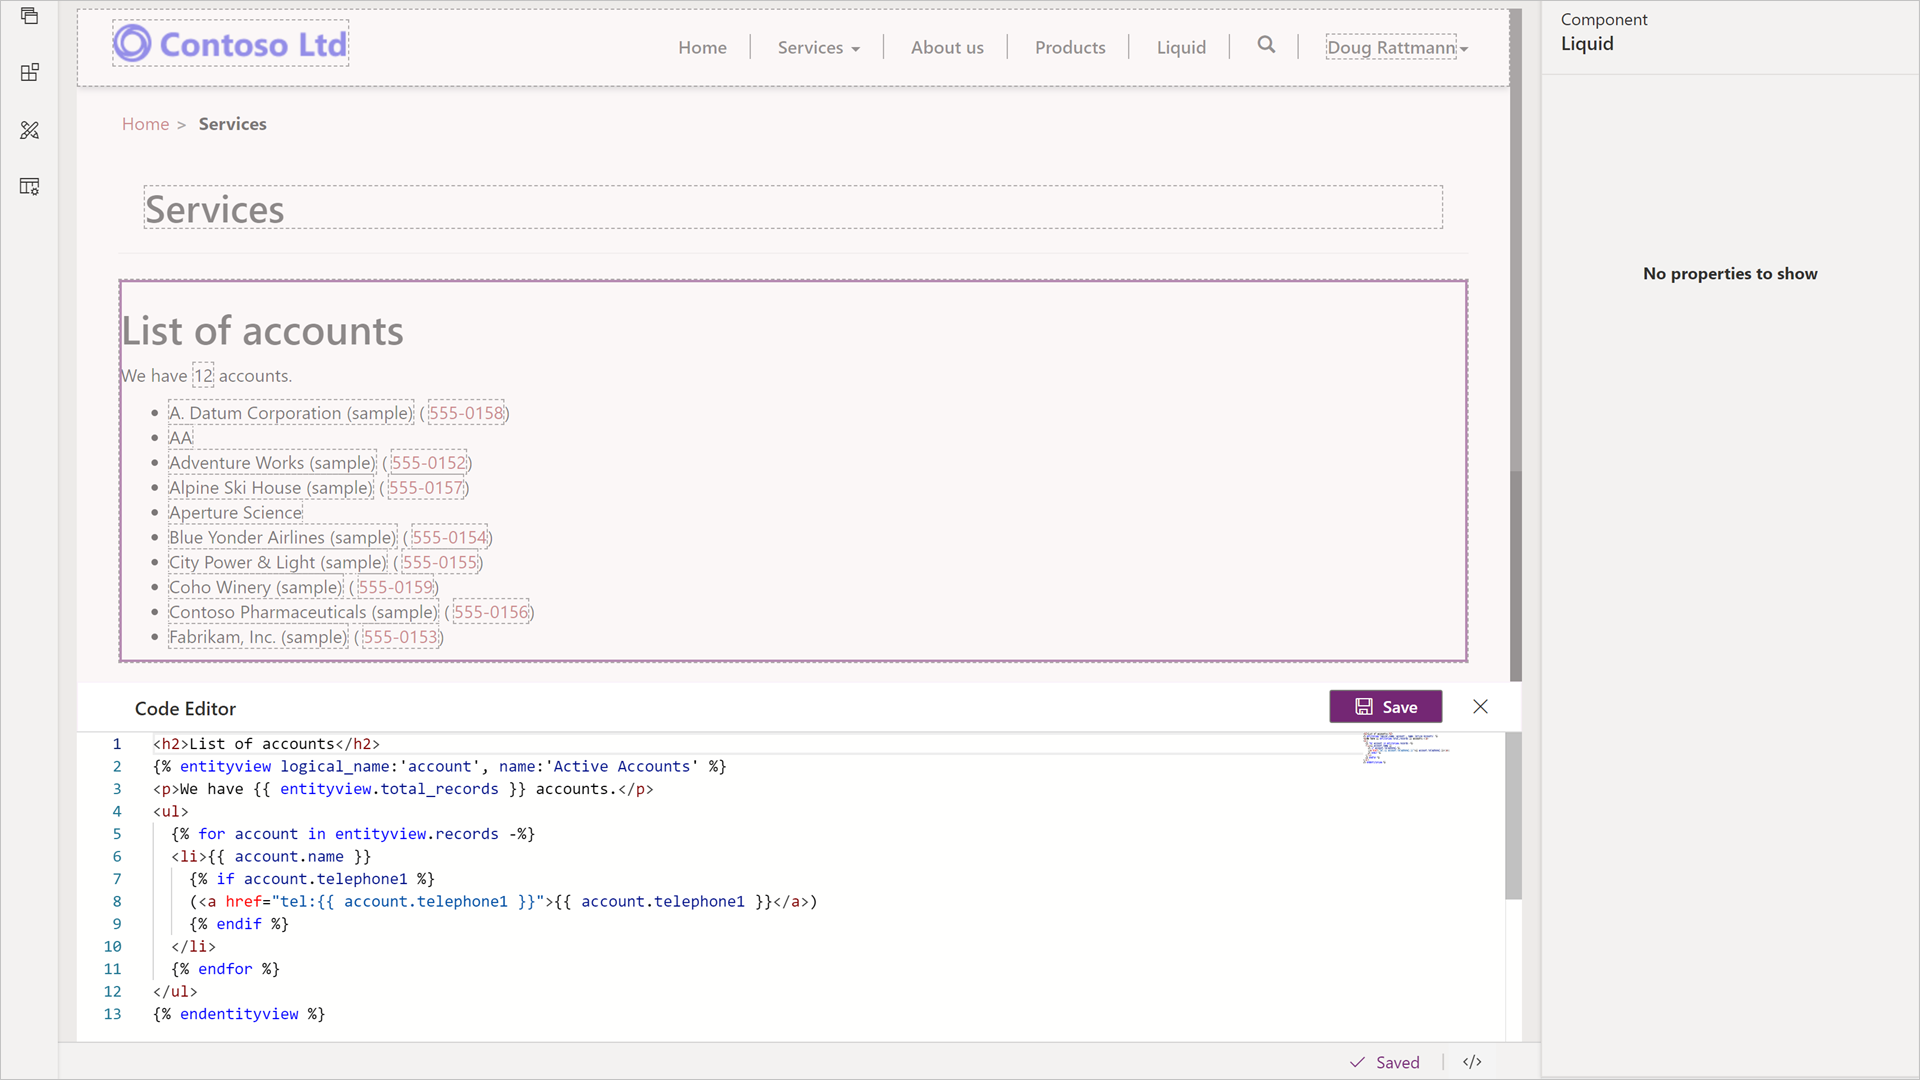 Contoso Ltd
Home
Services
About us
Products
Liquid
Doug Rattmann
Component
Liquid
No properties to show
Home > Services
Services
List of accounts
We have 12 accounts.
A. Datum Corporation (sample) (555-0158)
AA
Adventure Works (sample) (555-0152)
Alpine Ski House (sample) (555-0157)
Aperture Science
Blue Yonder Airlines (sample) (555-0154)
City Power & Light (sample) (555-0155)
Coho Winery (sample) (555-0159)
Contoso Pharmaceuticals (sample) (555-0156)
Fabrikam, Inc. (sample) (555-0153)
Code Editor
Save
1 <h2>List of accounts</h2>
2 {% entityview logical_name:'account', name:'Active Accounts' %}
3 <p>We have {{ entityview.total_records }} accounts.</p>
4 <ul>
5 {% for account in entityview.records -%}
6 <li>{{ account.name }}
7 {% if account.telephone1 %}
8 (<a href="tel:{{ account.telephone1 }}">{{ account.telephone1 }}</a>)
9 {% endif %}
10 </li>
11 {% endfor %}
12 </ul>
13 {% endentityview %}
Saved
</>